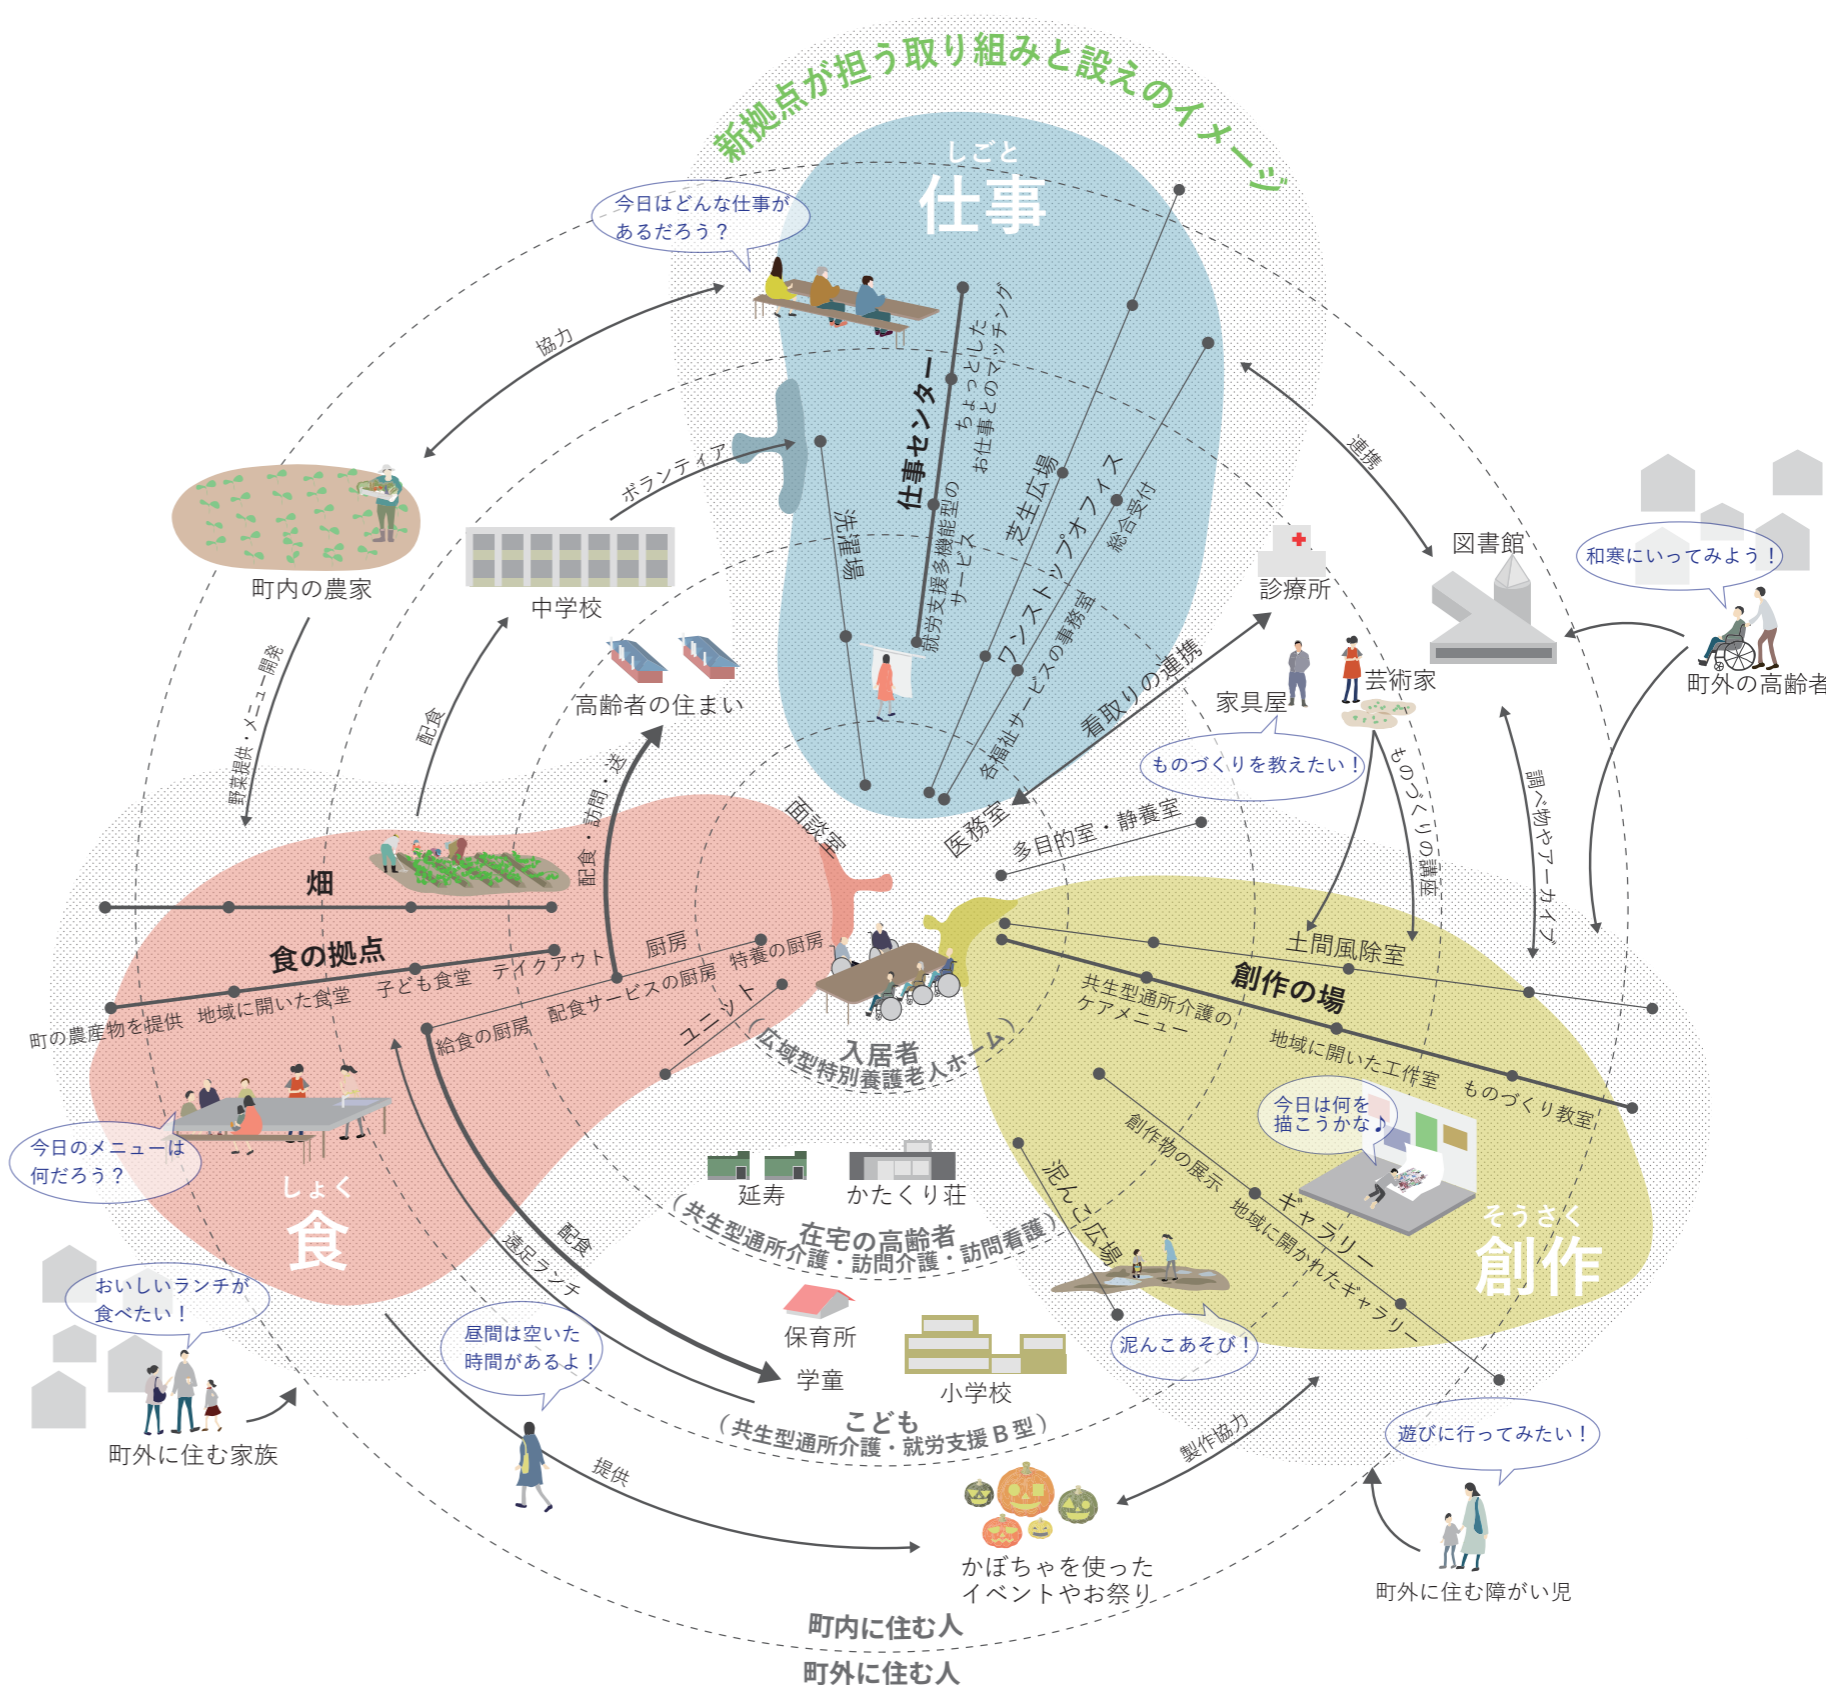 新拠点が担う取り組みと設えのイメージ
しごと
仕事
今日はどんな仕事が
あるだろう？
協力
ボランティア
仕事センター
ちょっとした
お仕事とのマッチング
就労支援多機能型の
サービス
洗濯場
芝生広場
ワンストップオフィス
総合受付
各福祉サービスの事務室
連携
図書館
診療所
和寒にいってみよう！
町外の高齢者
町内の農家
中学校
高齢者の住まい
野菜提供・メニュー開発
配食
配食・訪問・送
看取りの連携
家具屋
芸術家
ものづくりを教えたい！
ものづくりの講座
調べ物やアーカイブ
面談室
医務室
多目的室・静養室
畑
食の拠点
町の農産物を提供
地域に開いた食堂
子ども食堂
テイクアウト
厨房
給食の厨房
配食サービスの厨房
特養の厨房
ユニット
入居者
（広域型特別養護老人ホーム）
土間風除室
創作の場
共生型通所介護の
ケアメニュー
地域に開いた工作室
ものづくり教室
今日は何を
描こうかな♪
創作物の展示
ギャラリー
地域に開かれたギャラリー
泥んこ広場
そうさく
創作
今日のメニューは
何だろう？
しょく
食
延寿
かたくり荘
在宅の高齢者
（共生型通所介護・訪問介護・訪問看護）
配食
遠足ランチ
おいしいランチが
食べたい！
町外に住む家族
昼間は空いた
時間があるよ！
保育所
学童
小学校
こども
（共生型通所介護・就労支援B型）
泥んこあそび！
提供
製作協力
遊びに行ってみたい！
町外に住む障がい児
かぼちゃを使った
イベントやお祭り
町内に住む人
町外に住む人